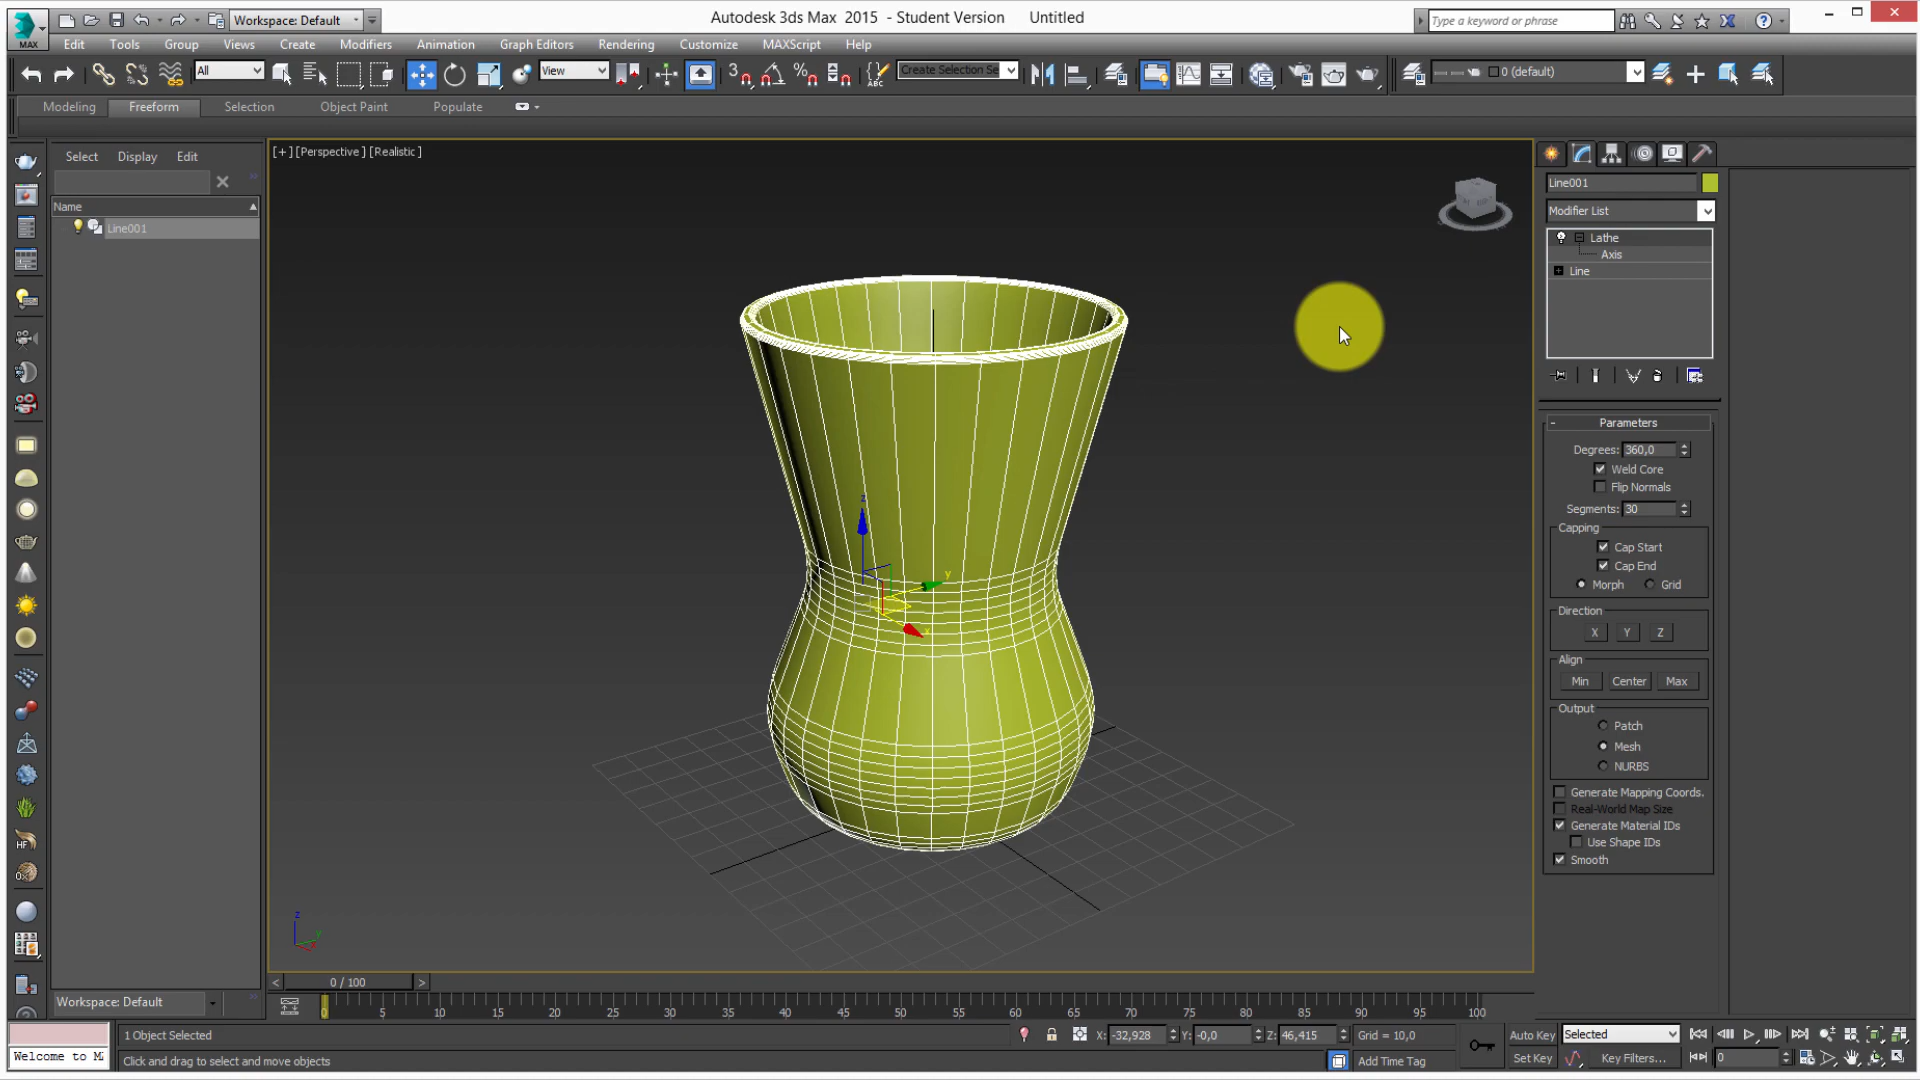 Workspace: Default
Autodesk 3ds Max 2015 - Student Version Untitled
Type a keyword or phrase
MAX
Edit Tools Group Views Create Modifiers Animation Graph Editors Rendering Customize MAXScript Help
All
View
3
ABC
Create Selection Se
0 (default)
Modeling Freeform Selection Object Paint Populate
Select Display Edit
Name
Line001
[+] [Perspective] [Realistic]
Line001
Modifier List
Lathe
Axis
Line
Parameters
Degrees: 360,0
Weld Core
Flip Normals
Segments: 30
Capping
Cap Start
Cap End
Morph Grid
Direction
X Y Z
Align
Min Center Max
Output
Patch
Mesh
NURBS
Generate Mapping Coords.
Real-World Map Size
Generate Material IDs
Use Shape IDs
Smooth
z
y
x
z
y
HF
0 / 100
Workspace: Default
0 5 10 15 20 25 30 35 40 45 50 55 60 65 70 75 80 85 90 95 100
1 Object Selected
X: -32,928 Y: -0,0 Z: 46,415 Grid = 10,0
Auto Key Selected
Welcome to M
Click and drag to select and move objects
Add Time Tag
Set Key Key Filters... 0